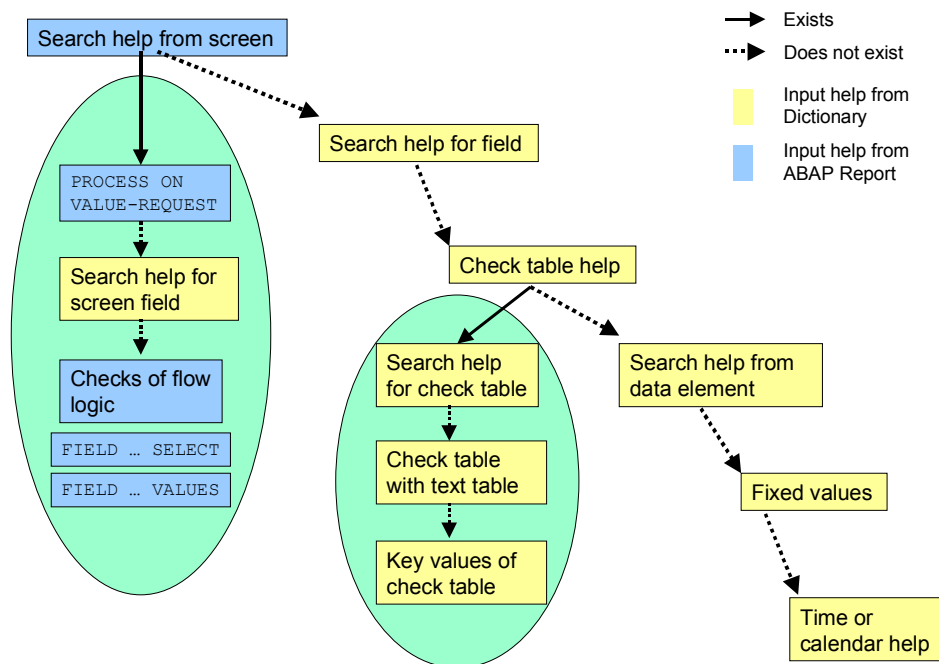 Search help from screen
Exists
Does not exist
Input help from
Dictionary
Input help from
ABAP Report
Search help for field
PROCESS ON
VALUE-REQUEST
Check table help
Search help for
screen field
Search help
for check table
Search help from
data element
Checks of flow
logic
FIELD … SELECT
FIELD … VALUES
Check table
with text table
Fixed values
Key values of
check table
Time or
calendar help